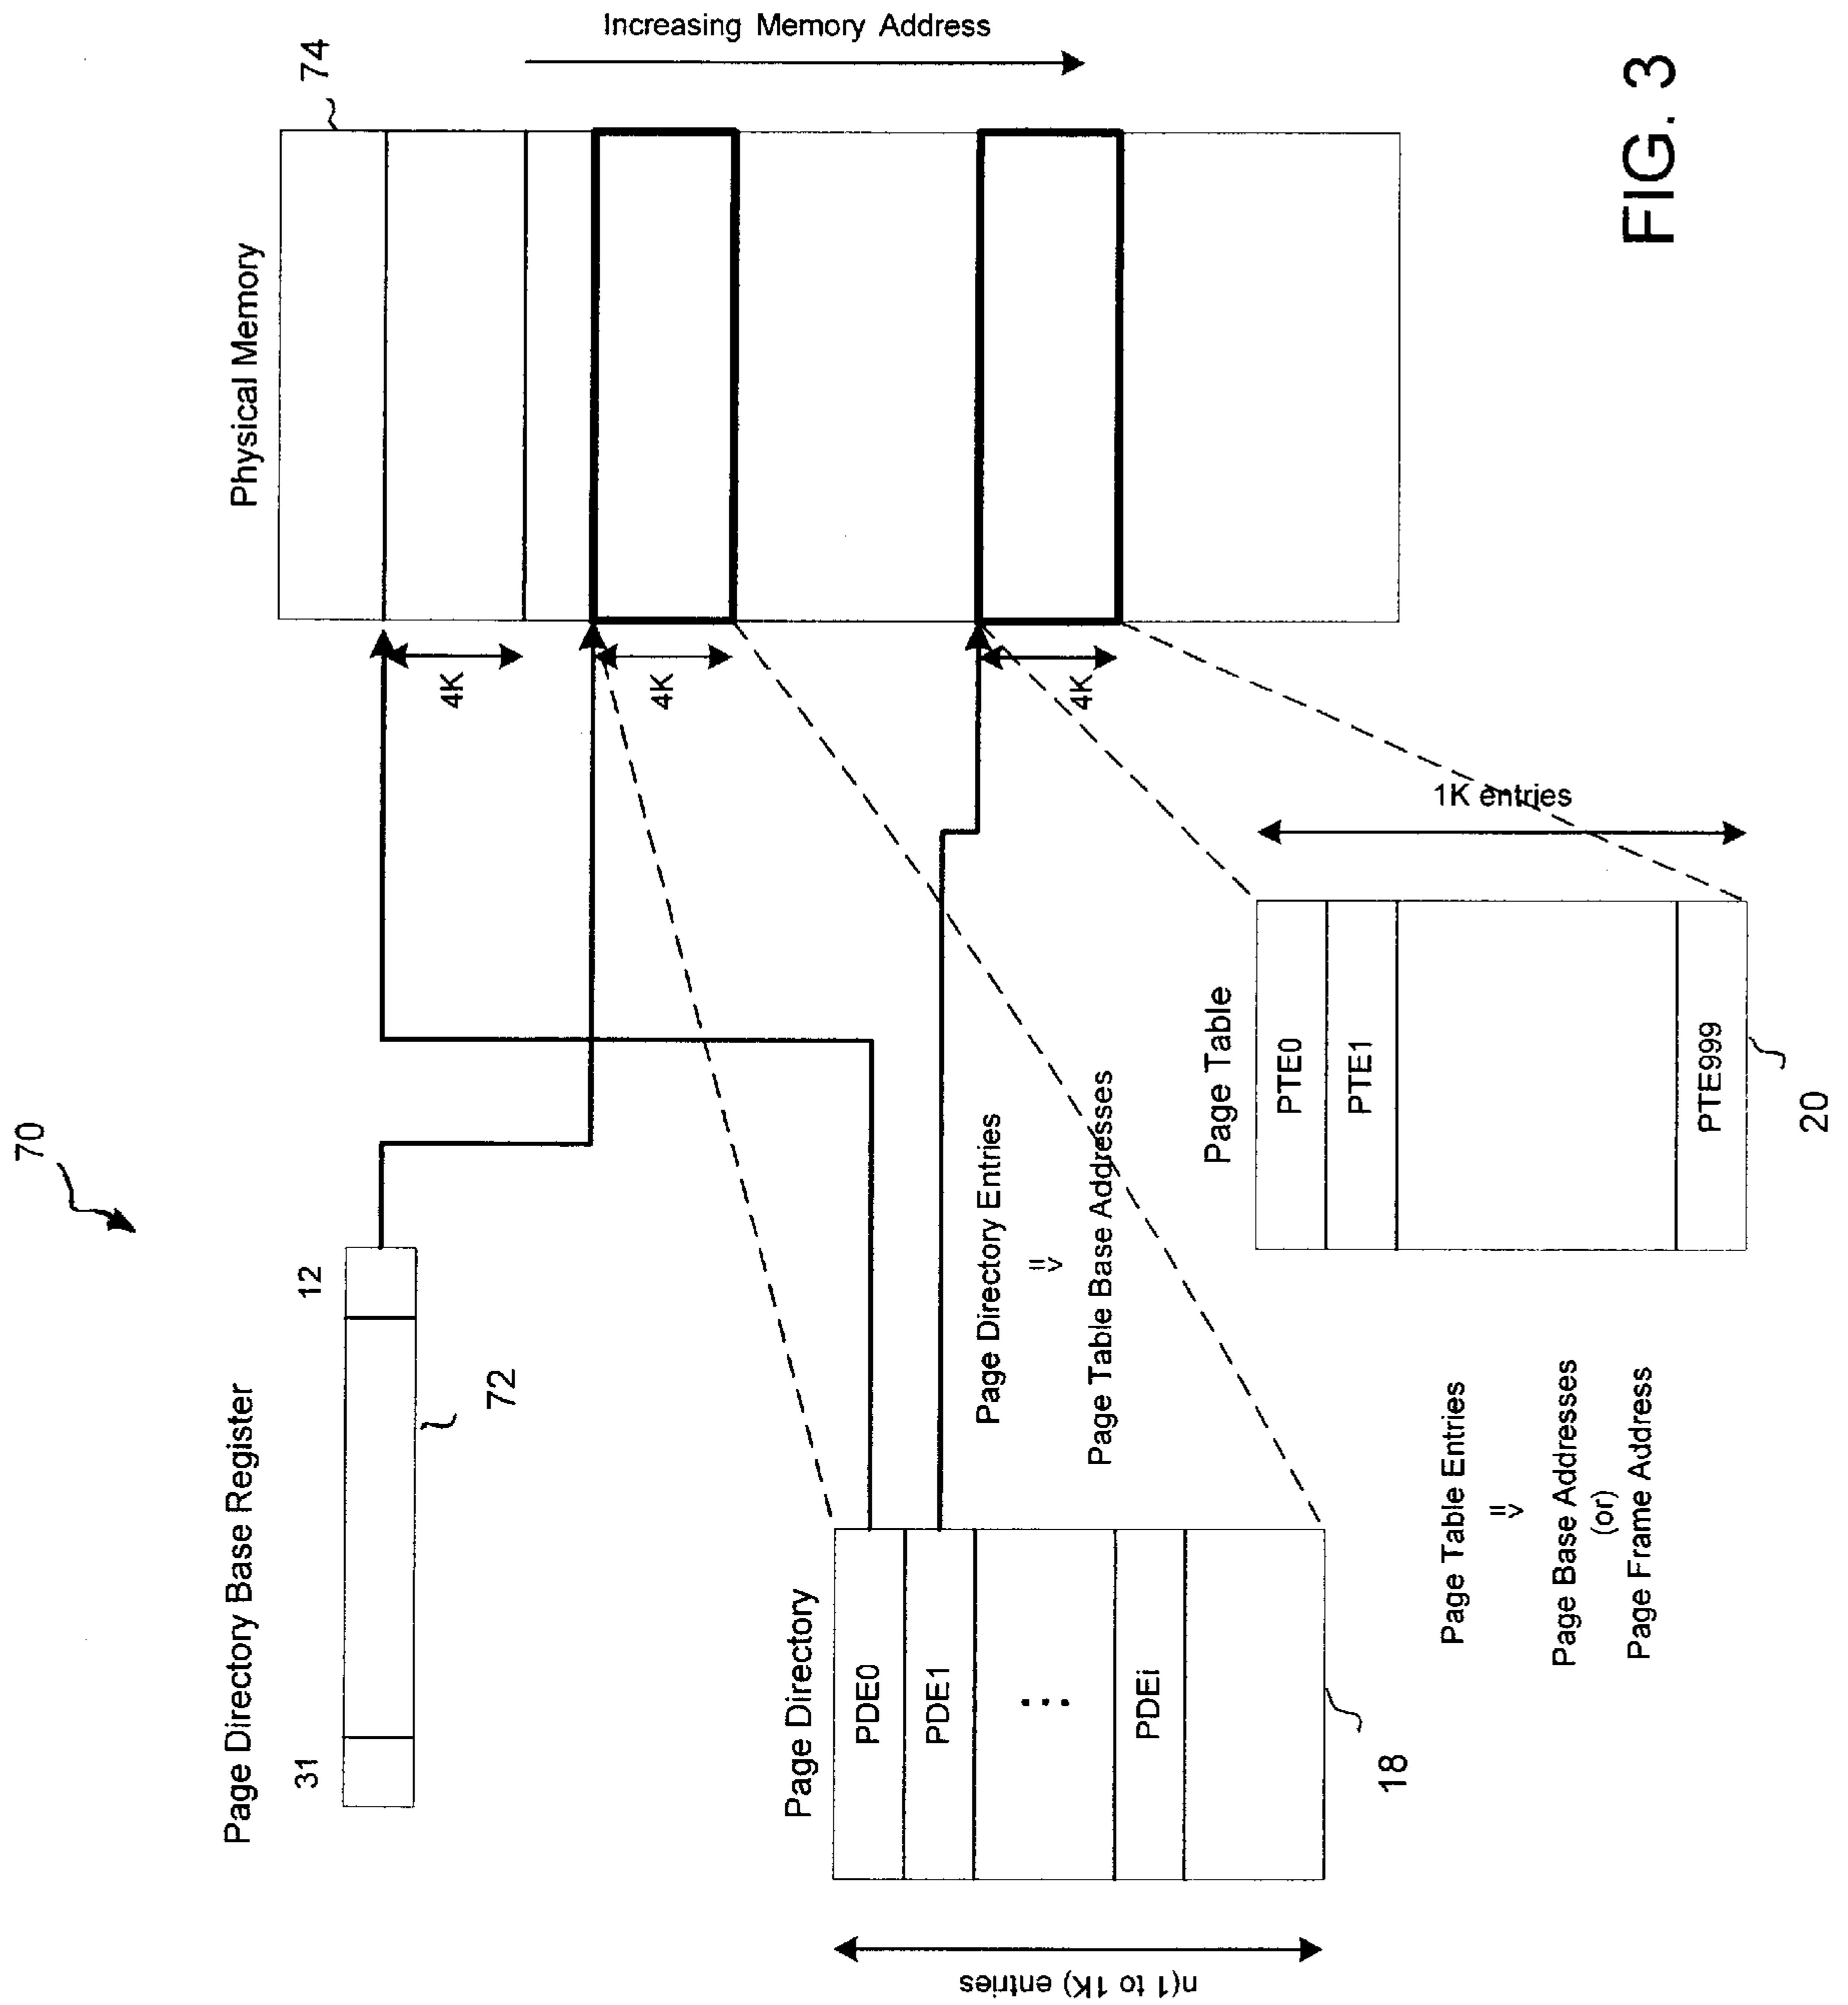 70
Page Directory Base Register
31
12
72
Physical Memory
74
Increasing Memory Address
4K
4K
4K
Page Directory
PDE0
PDE1
⋮
PDEi
18
n(1 to 1K) entries
Page Directory Entries
=>
Page Table Base Addresses
Page Table
PTE0
PTE1
PTE999
20
1K entries
Page Table Entries
=>
Page Base Addresses
(or)
Page Frame Address
FIG. 3